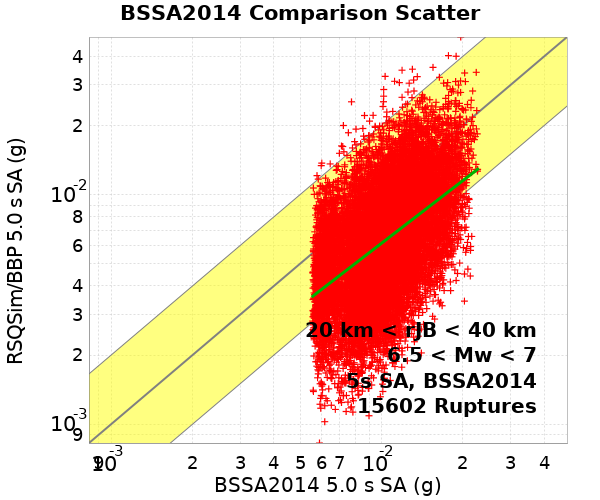 BSSA2014 Comparison Scatter
RSQSim/BBP 5.0 s SA (g)
4
3
2
10^-2
8
6
4
3
2
10^-3
9
20 km < rJB < 40 km
6.5 < Mw < 7
5s SA, BSSA2014
15602 Ruptures
10^-3 2 3 4 5 6 7 10^-2 2 3 4
BSSA2014 5.0 s SA (g)